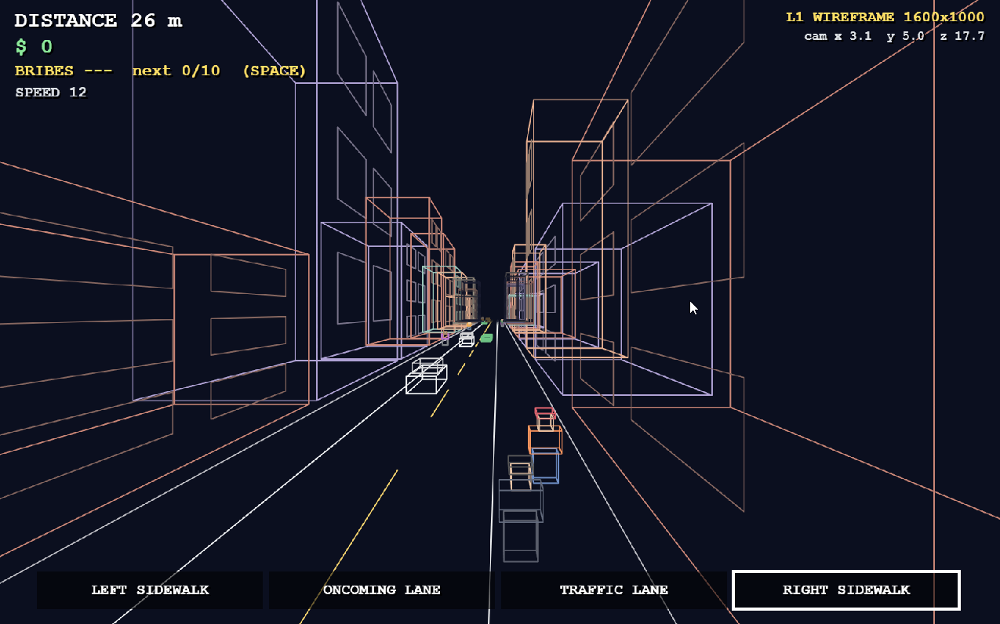 DISTANCE 26 m
$ 0
BRIBES --- next 0/10 (SPACE)
SPEED 12
L1 WIREFRAME 1600x1000
cam x 3.1 y 5.0 z 17.7
LEFT SIDEWALK
ONCOMING LANE
TRAFFIC LANE
RIGHT SIDEWALK